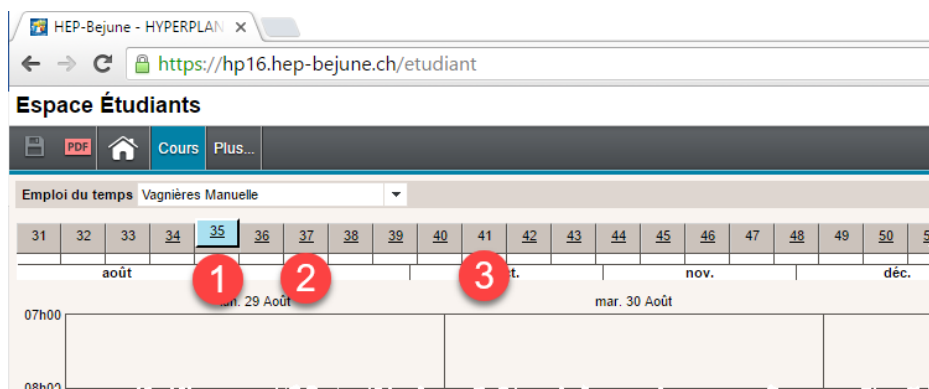 HEP-Bejune - HYPERPLAN
https://hp16.hep-bejune.ch/etudiant
Espace Étudiants
PDF Cours Plus...
Emploi du temps Vagnières Manuelle
31 32 33 34 35 36 37 38 39 40 41 42 43 44 45 46 47 48 49 50
août t. nov. déc.
1 2 3
29 Août mar. 30 Août
07h00
08h00